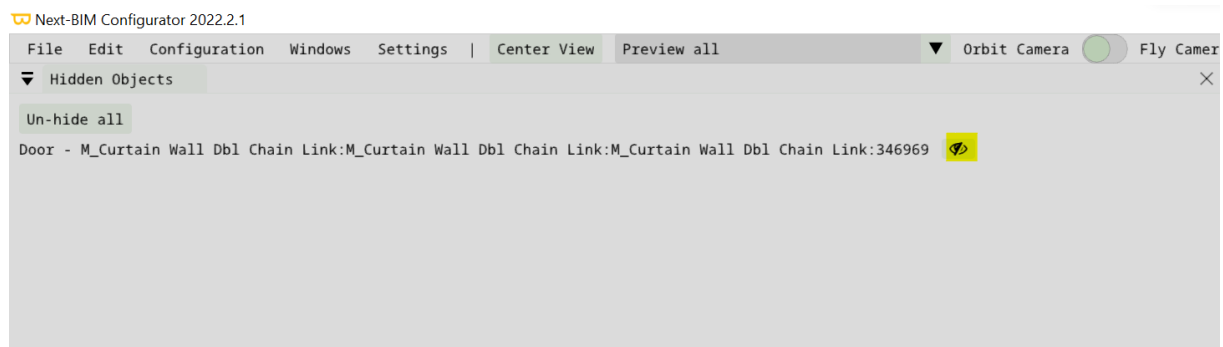 Next-BIM Configurator 2022.2.1
File Edit Configuration Windows Settings | Center View Preview all Orbit Camera Fly Camer
Hidden Objects
Un-hide all
Door - M_Curtain Wall Dbl Chain Link:M_Curtain Wall Dbl Chain Link:M_Curtain Wall Dbl Chain Link:346969